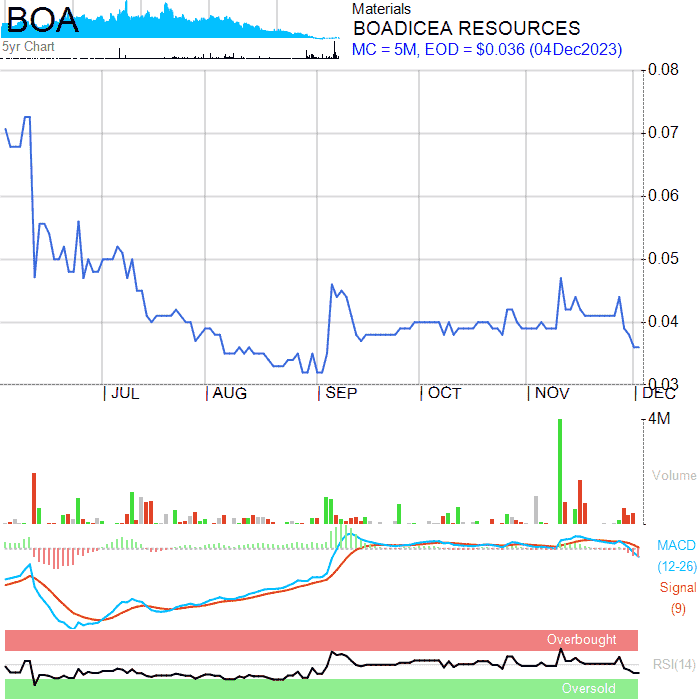 BOA
5yr Chart
Materials
BOADICEA RESOURCES
MC = 5M, EOD = $0.036 (04Dec2023)
0.08
0.07
0.06
0.05
0.04
0.03
JUL AUG SEP OCT NOV DEC
4M
Volume
MACD
(12-26)
Signal
(9)
Overbought
RSI(14)
Oversold